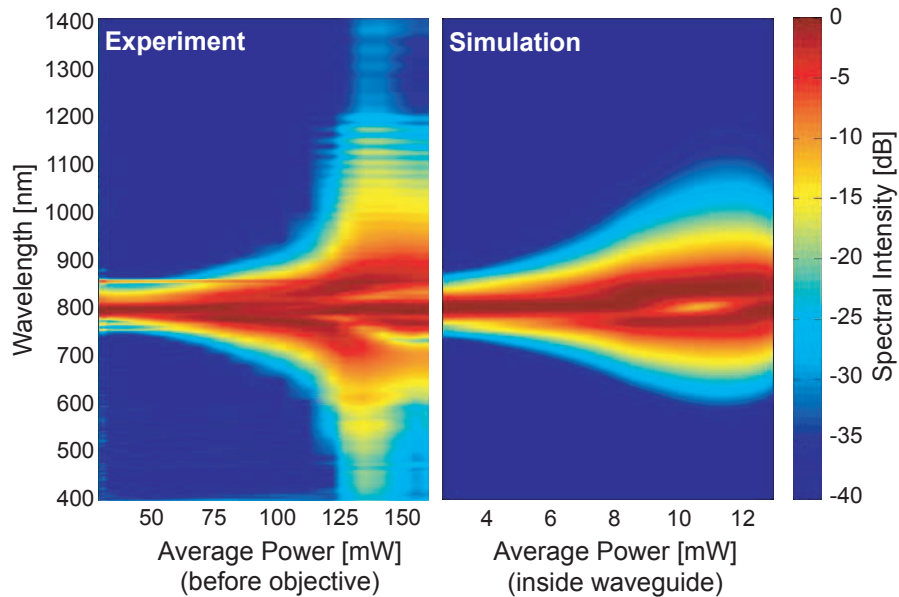 Experiment
Simulation
Wavelength [nm]
1400
1300
1200
1100
1000
900
800
700
600
500
400
50 75 100 125 150
Average Power [mW]
(before objective)
4 6 8 10 12
Average Power [mW]
(inside waveguide)
0
-5
-10
-15
-20
-25
-30
-35
-40
Spectral Intensity [dB]